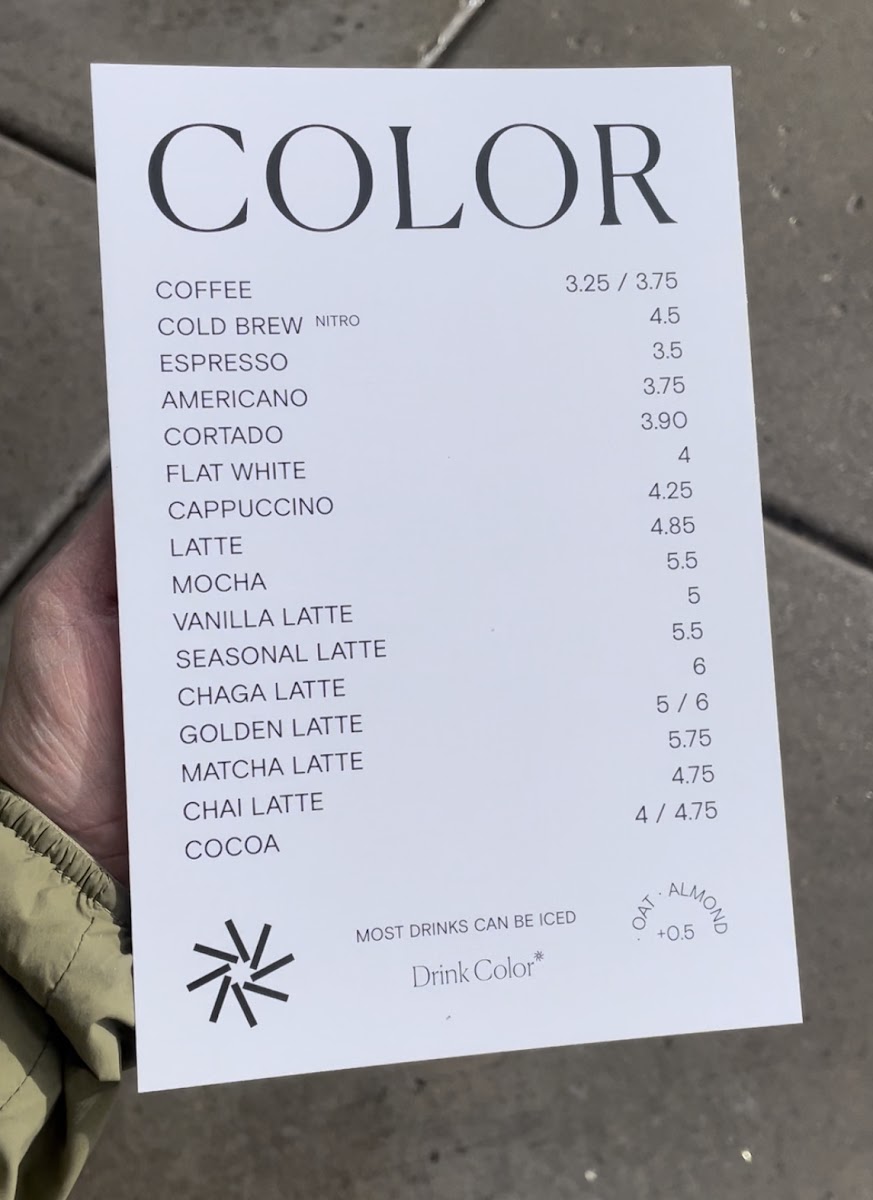 COLOR
COFFEE 3.25 / 3.75
COLD BREW NITRO 4.5
ESPRESSO 3.5
AMERICANO 3.75
CORTADO 3.90
FLAT WHITE 4
CAPPUCCINO 4.25
LATTE 4.85
MOCHA 5.5
VANILLA LATTE 5
SEASONAL LATTE 5.5
CHAGA LATTE 6
GOLDEN LATTE 5 / 6
MATCHA LATTE 5.75
CHAI LATTE 4.75
COCOA 4 / 4.75
MOST DRINKS CAN BE ICED
Drink Color*
· OAT · ALMOND
+0.5